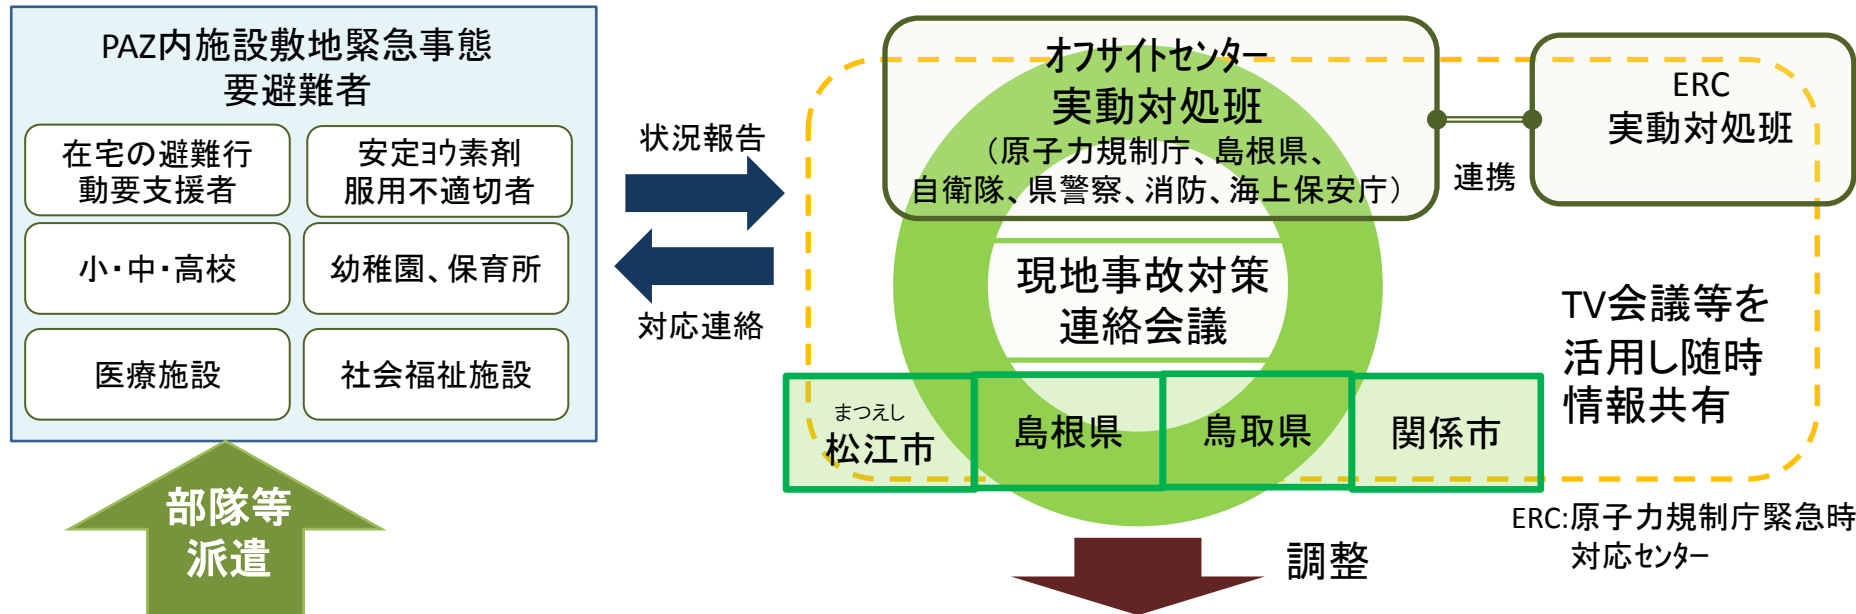 PAZ内施設敷地緊急事態
要避難者
在宅の避難行
動要支援者
安定ヨウ素剤
服用不適切者
小・中・高校
幼稚園、保育所
医療施設
社会福祉施設
部隊等
派遣
状況報告
対応連絡
オフサイトセンター
実動対処班
（原子力規制庁、島根県、
自衛隊、県警察、消防、海上保安庁）
連携
ERC
実動対処班
現地事故対策
連絡会議
TV会議等を
活用し随時
情報共有
まつえし
松江市
島根県
鳥取県
関係市
ERC:原子力規制庁緊急時
対応センター
調整